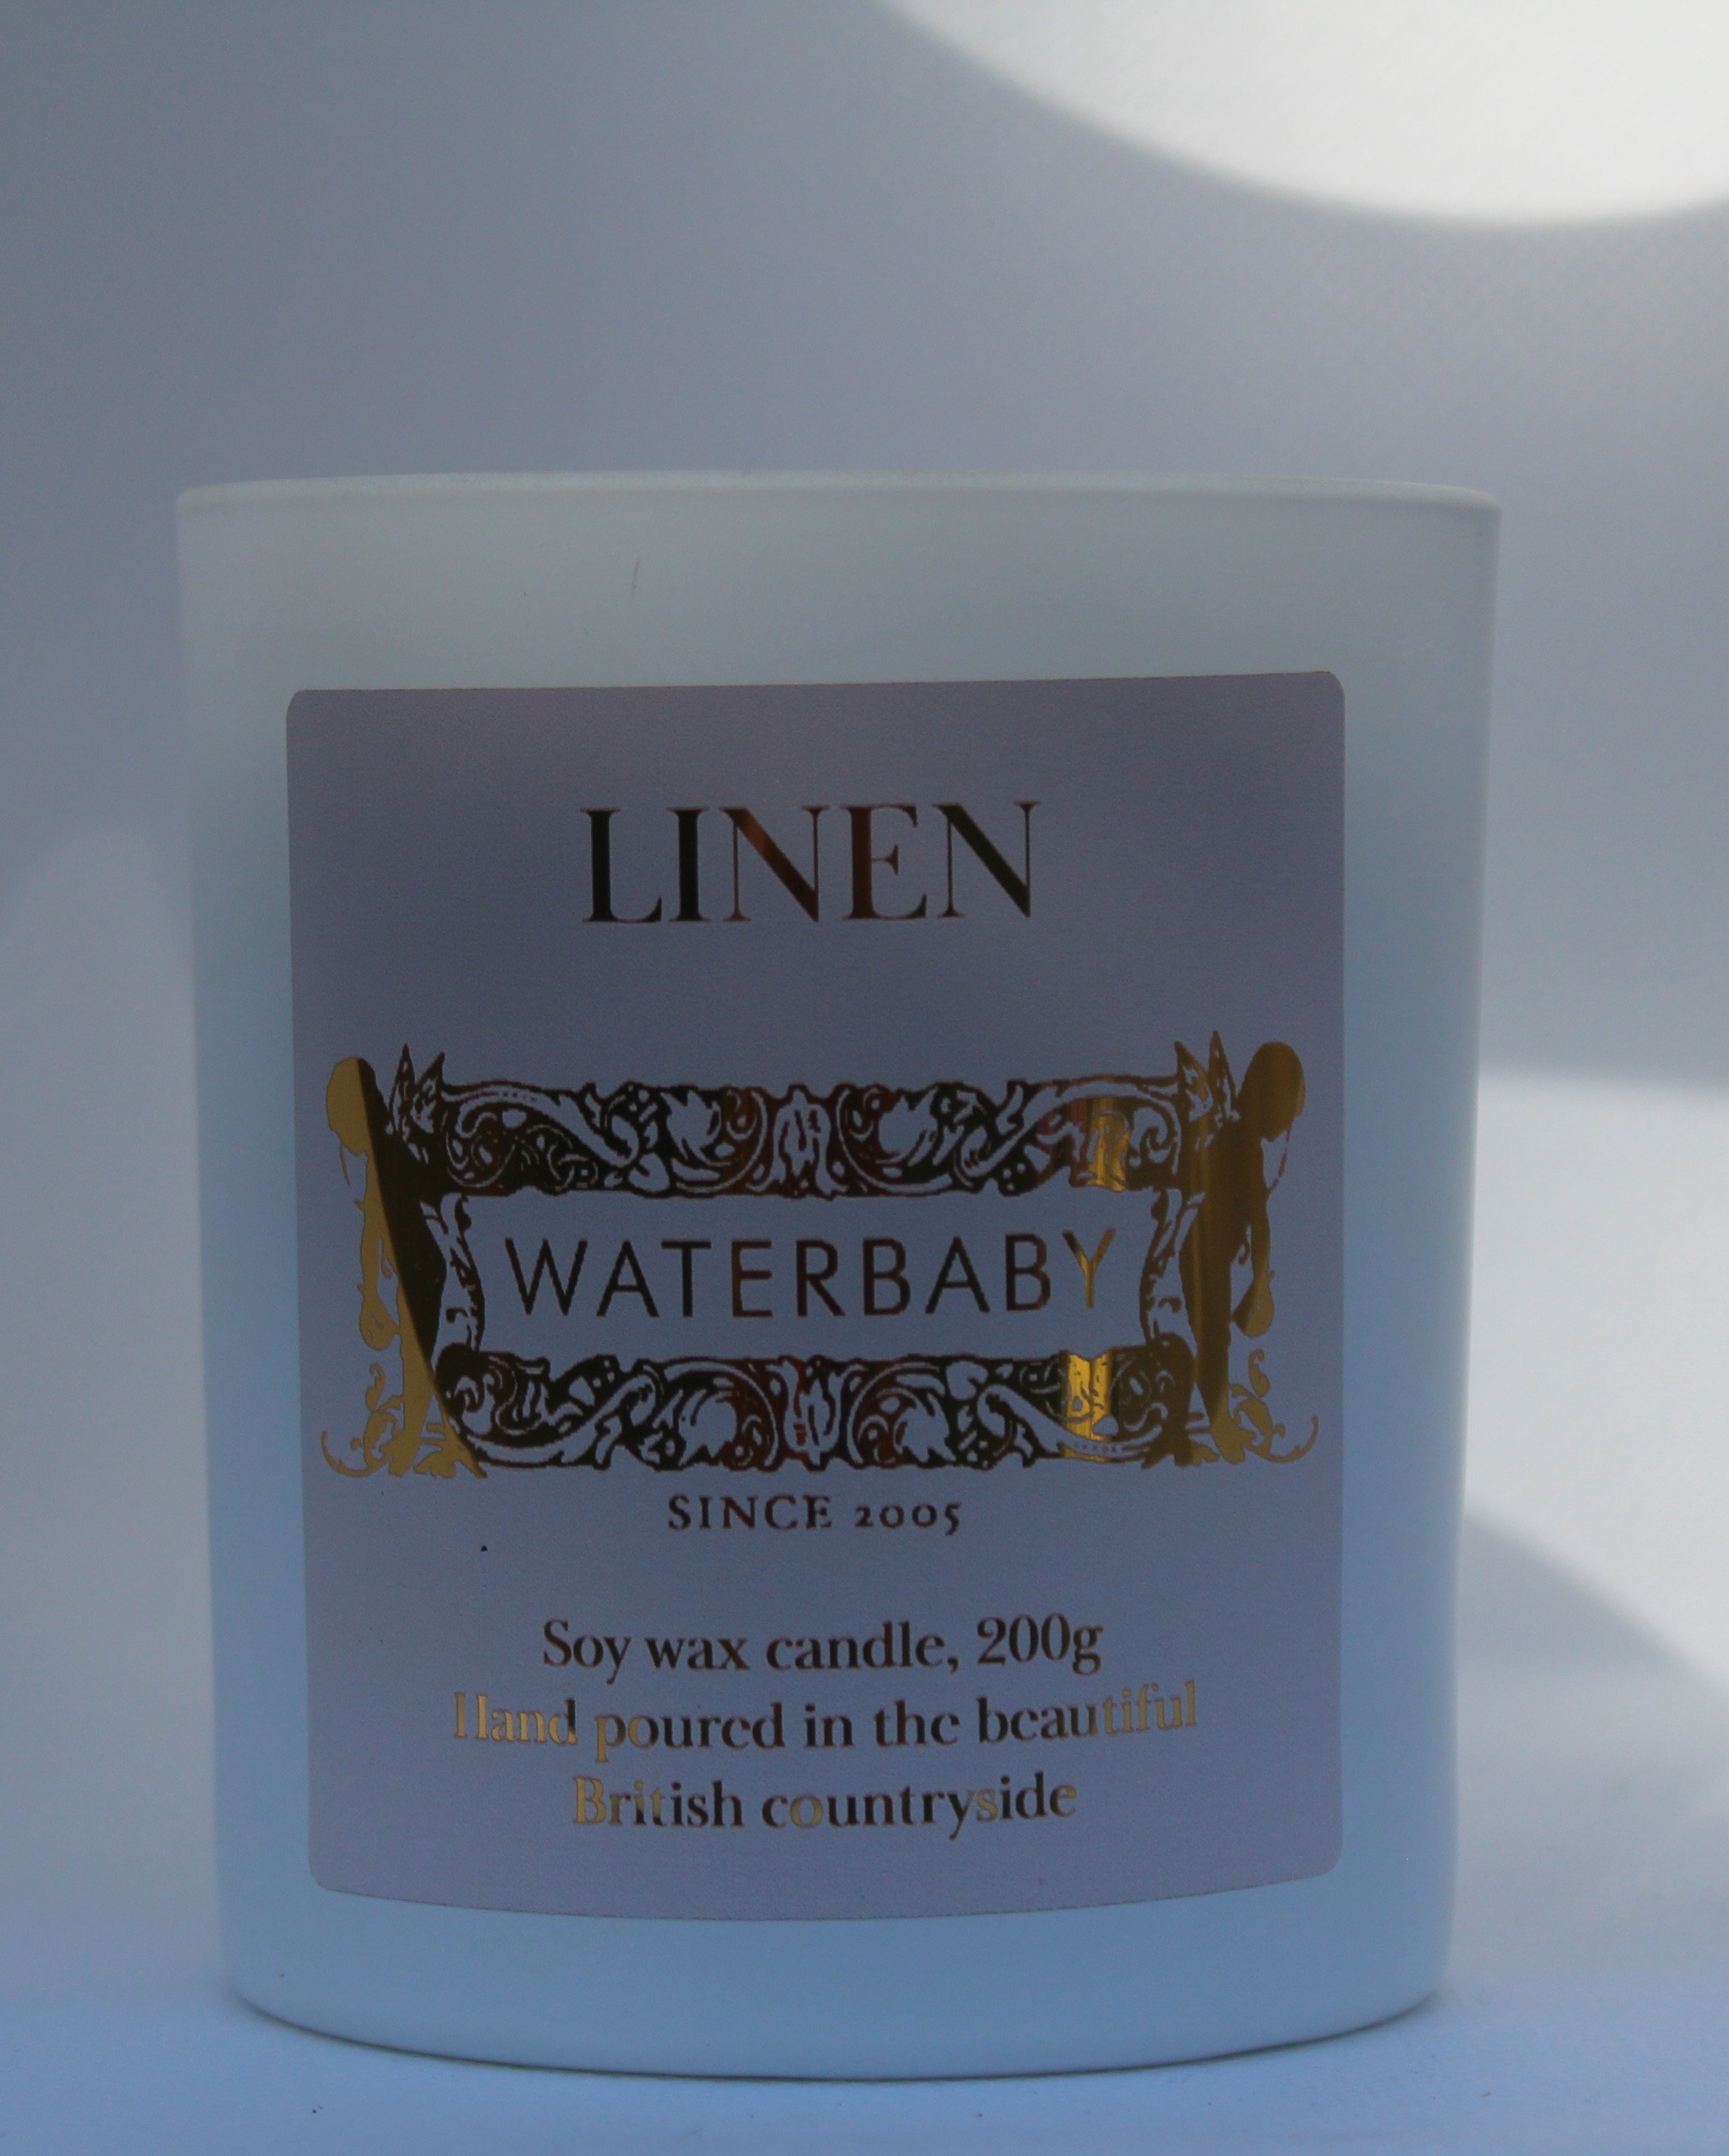 LINEN
WATERBABY
SINCE 2005
Soy wax candle, 200g
Hand poured in the beautiful
British countryside